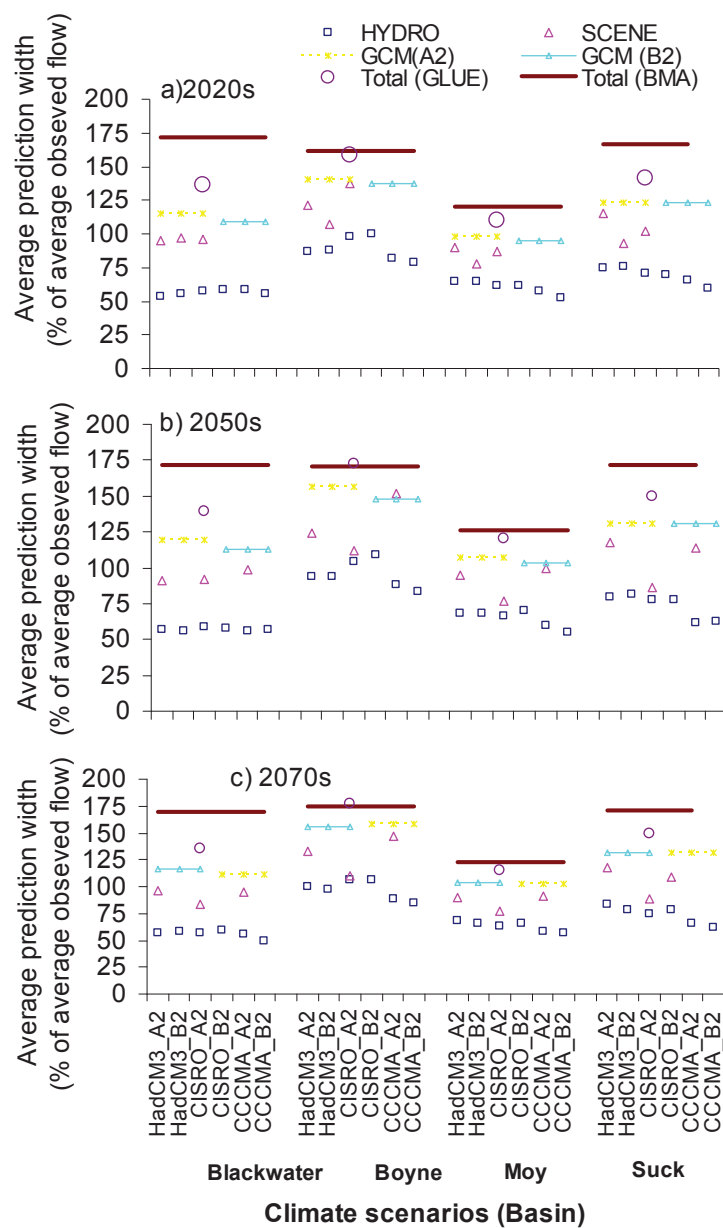 HYDRO
SCENE
GCM(A2)
GCM (B2)
Total (GLUE)
Total (BMA)
a)2020s
Average prediction width
(% of average obseved flow)
200
175
150
125
100
75
50
25
0
b) 2050s
Average prediction width
(% of average obseved flow)
200
175
150
125
100
75
50
25
0
c) 2070s
Average prediction width
(% of average obseved flow)
200
175
150
125
100
75
50
25
0
HadCM3_A2
HadCM3_B2
CISRO_A2
CISRO_B2
CCCMA_A2
CCCMA_B2
HadCM3_A2
HadCM3_B2
CISRO_A2
CISRO_B2
CCCMA_A2
CCCMA_B2
HadCM3_A2
HadCM3_B2
CISRO_A2
CISRO_B2
CCCMA_A2
CCCMA_B2
HadCM3_A2
HadCM3_B2
CISRO_A2
CISRO_B2
CCCMA_A2
CCCMA_B2
Blackwater
Boyne
Moy
Suck
Climate scenarios (Basin)